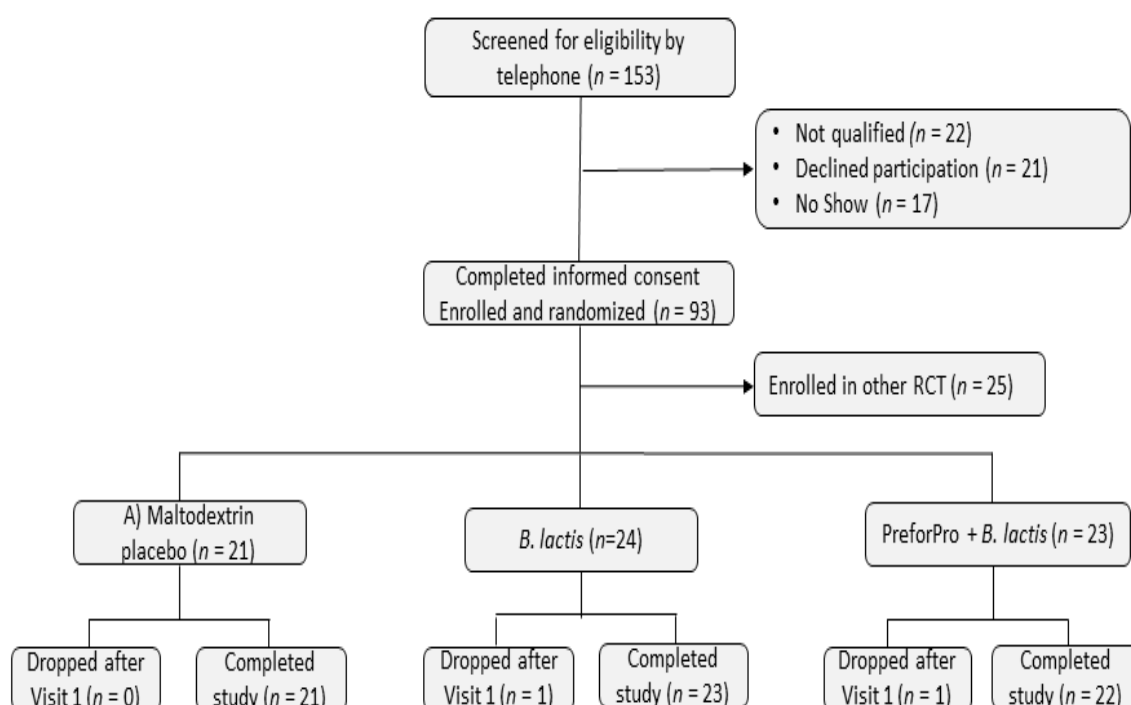 Screened for eligibility by
telephone (n = 153)
• Not qualified (n = 22)
• Declined participation (n = 21)
• No Show (n = 17)
Completed informed consent
Enrolled and randomized (n = 93)
Enrolled in other RCT (n = 25)
A) Maltodextrin
placebo (n = 21)
B. lactis (n=24)
PreforPro + B. lactis (n = 23)
Dropped after
Visit 1 (n = 0)
Completed
study (n = 21)
Dropped after
Visit 1 (n = 1)
Completed
study (n = 23)
Dropped after
Visit 1 (n = 1)
Completed
study (n = 22)